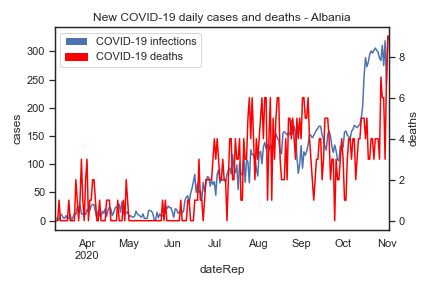 New COVID-19 daily cases and deaths - Albania
COVID-19 infections
COVID-19 deaths
300
250
200
150
100
50
0
cases
8
6
4
2
0
deaths
Apr
2020
May
Jun
Jul
Aug
Sep
Oct
Nov
dateRep